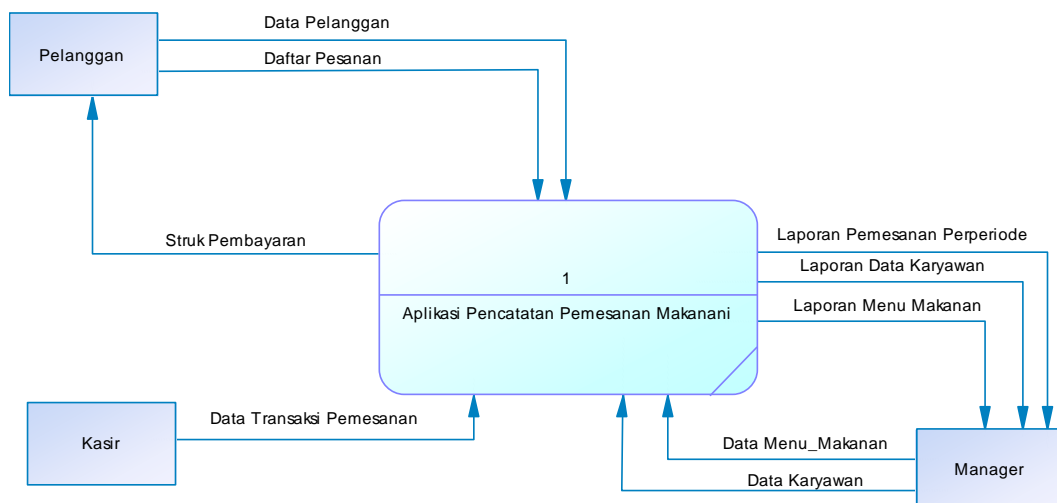 Data Pelanggan
Pelanggan
Daftar Pesanan
Struk Pembayaran
Laporan Pemesanan Perperiode
Laporan Data Karyawan
1
Laporan Menu Makanan
Aplikasi Pencatatan Pemesanan Makanani
Data Transaksi Pemesanan
Kasir
Data Menu_Makanan
Manager
Data Karyawan